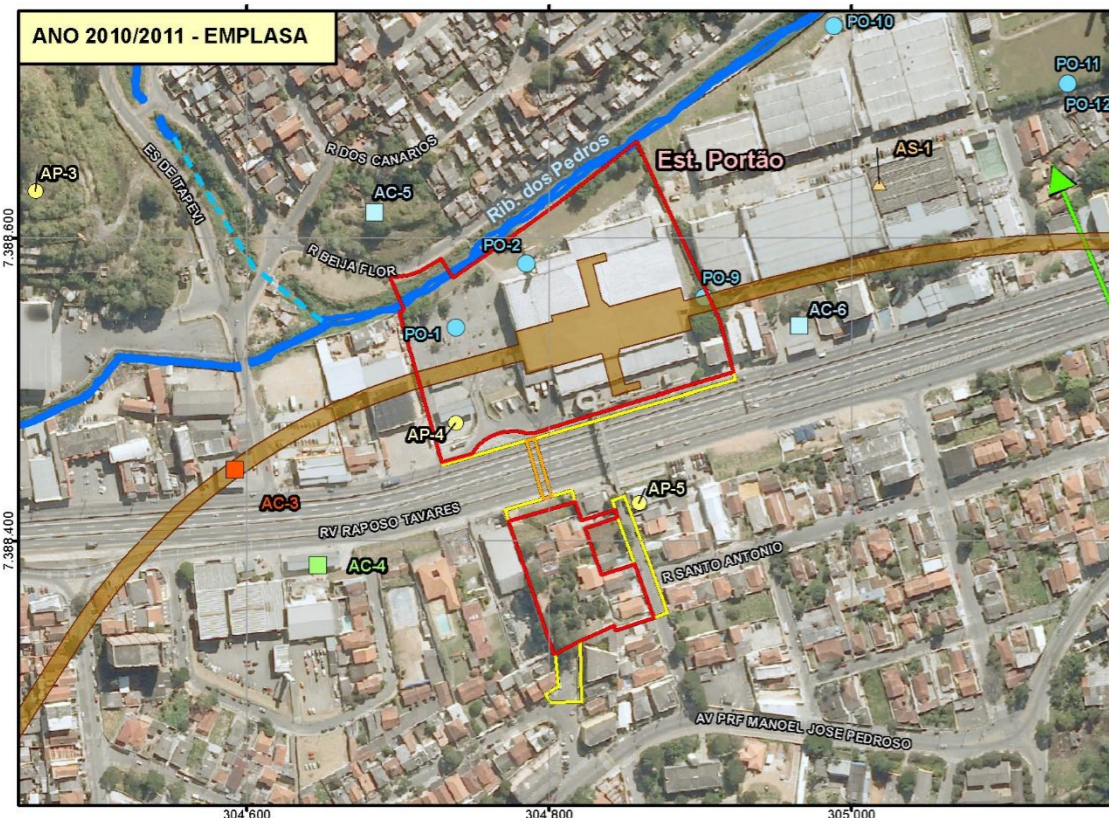 ANO 2010/2011 - EMPLASA
PO-10
PO-11
PO-12
R DOS CANARIOS
ES DE ITAPEVI
Rib. dos Pedros
Est. Portão
AS-1
AP-3
AC-5
7.388.600
R BEIJA FLOR
PO-2
PO-9
AC-6
PO-1
AP-4
AC-3
AP-5
RV RAPOSO TAVARES
7.388.400
AC-4
R SANTO ANTONIO
AV PRF MANOEL JOSE PEDROSO
304.600
304.800
305.000